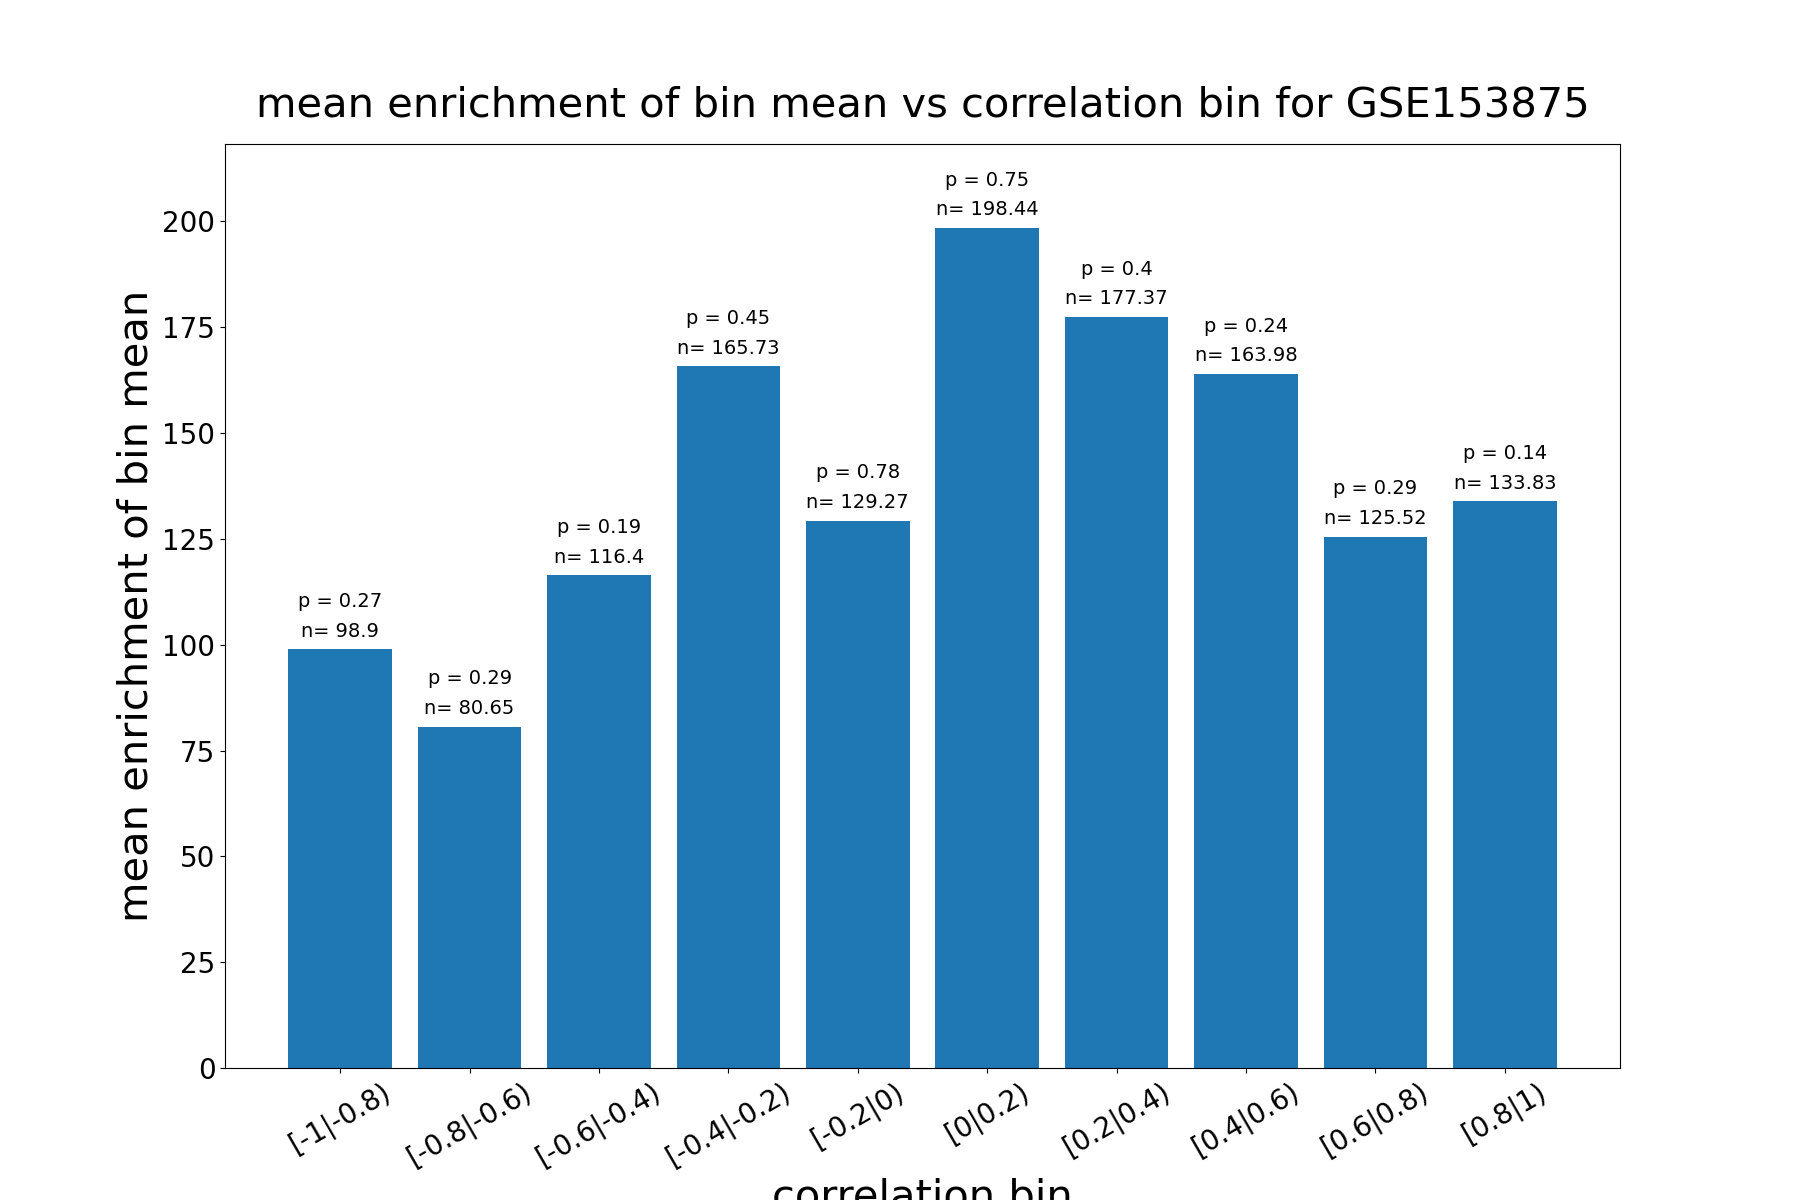 mean enrichment of bin mean vs correlation bin for GSE153875
mean enrichment of bin mean
200
175
150
125
100
75
50
25
0
p = 0.27
n= 98.9
p = 0.29
n= 80.65
p = 0.19
n= 116.4
p = 0.45
n= 165.73
p = 0.78
n= 129.27
p = 0.75
n= 198.44
p = 0.4
n= 177.37
p = 0.24
n= 163.98
p = 0.29
n= 125.52
p = 0.14
n= 133.83
[-1|-0.8)
[-0.8|-0.6)
[-0.6|-0.4)
[-0.4|-0.2)
[-0.2|0)
[0|0.2)
[0.2|0.4)
[0.4|0.6)
[0.6|0.8)
[0.8|1)
correlation bin